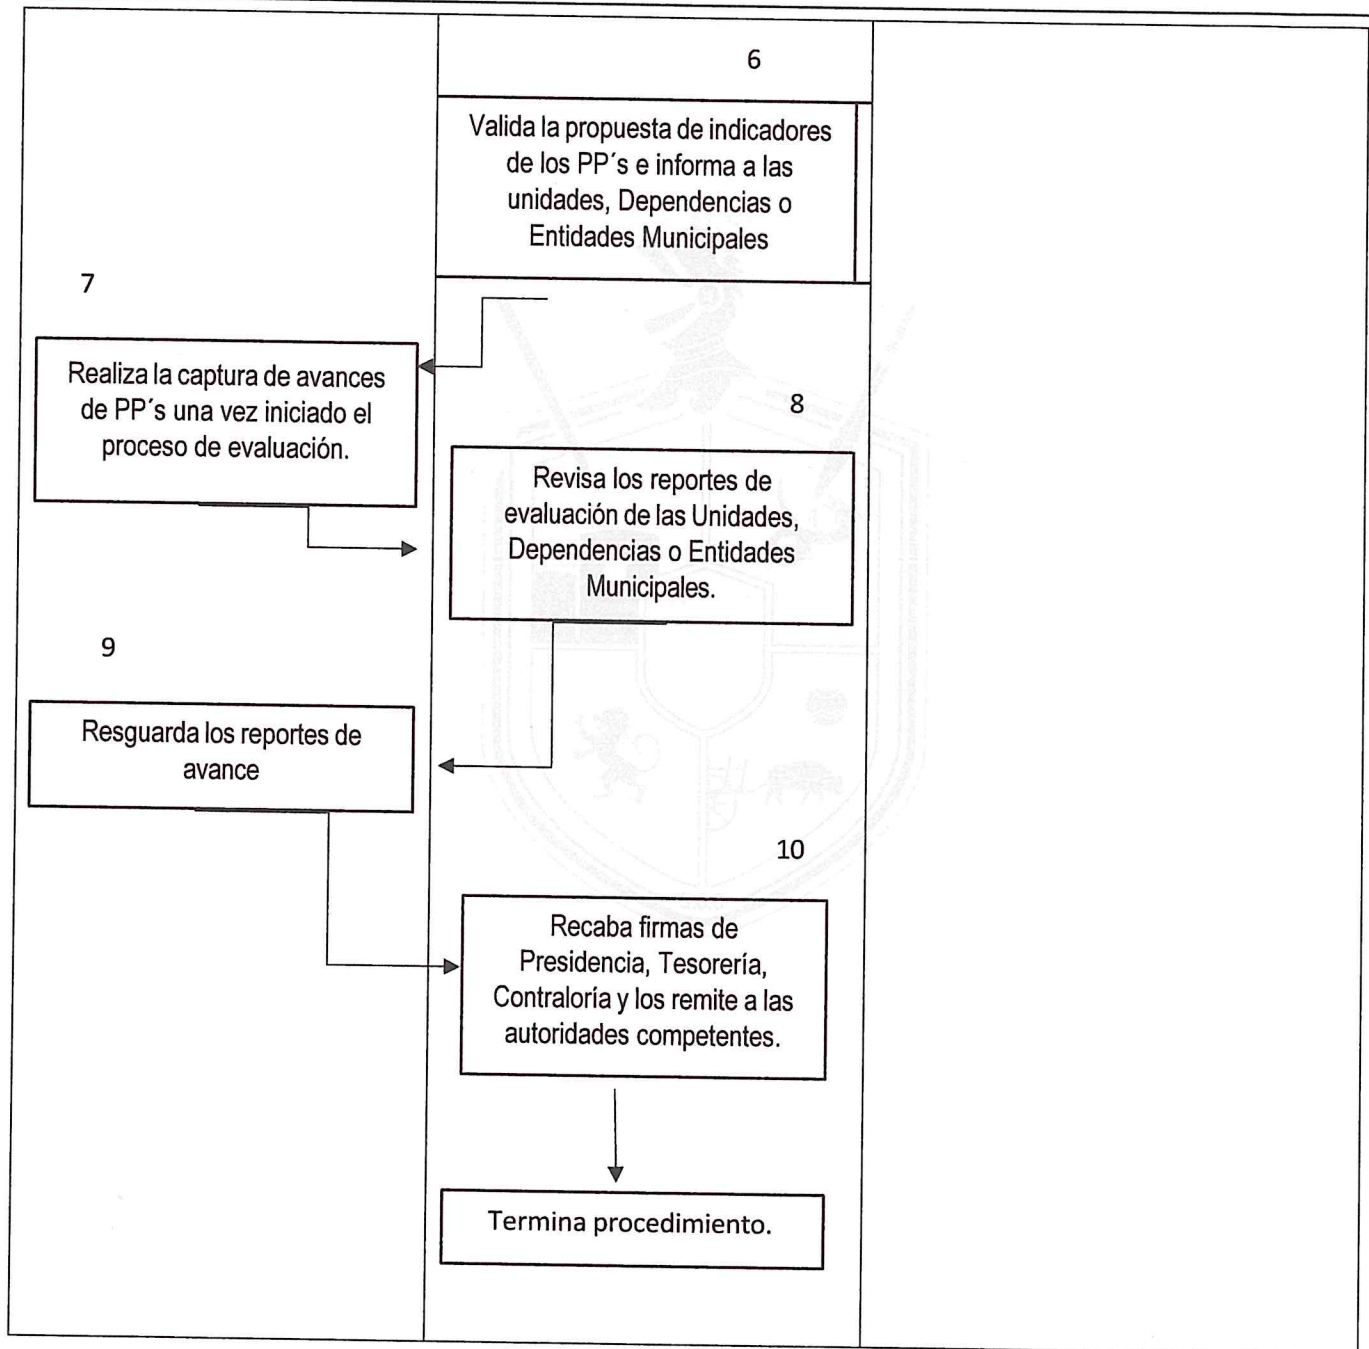 6
Valida la propuesta de indicadores
de los PP´s e informa a las
unidades, Dependencias o
Entidades Municipales
7
Realiza la captura de avances
de PP´s una vez iniciado el
proceso de evaluación.
8
Revisa los reportes de
evaluación de las Unidades,
Dependencias o Entidades
Municipales.
9
Resguarda los reportes de
avance
10
Recaba firmas de
Presidencia, Tesorería,
Contraloría y los remite a las
autoridades competentes.
Termina procedimiento.